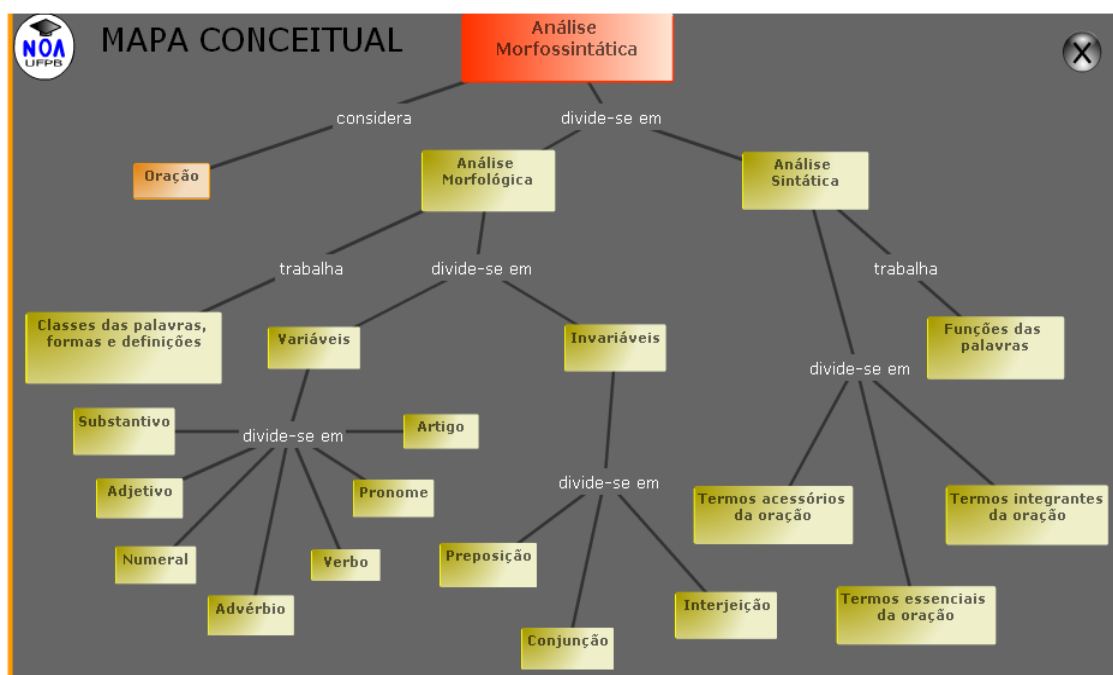 NOA
UFPB
MAPA CONCEITUAL
Análise
Morfossintática
X
considera
divide-se em
Oração
Análise
Morfológica
Análise
Sintática
trabalha
divide-se em
trabalha
Classes das palavras,
formas e definições
Variáveis
Invariáveis
Funções das
palavras
divide-se em
Substantivo
divide-se em
Artigo
Adjetivo
Pronome
divide-se em
Termos acessórios
da oração
Termos integrantes
da oração
Numeral
Verbo
Preposição
Advérbio
Interjeição
Termos essenciais
da oração
Conjunção